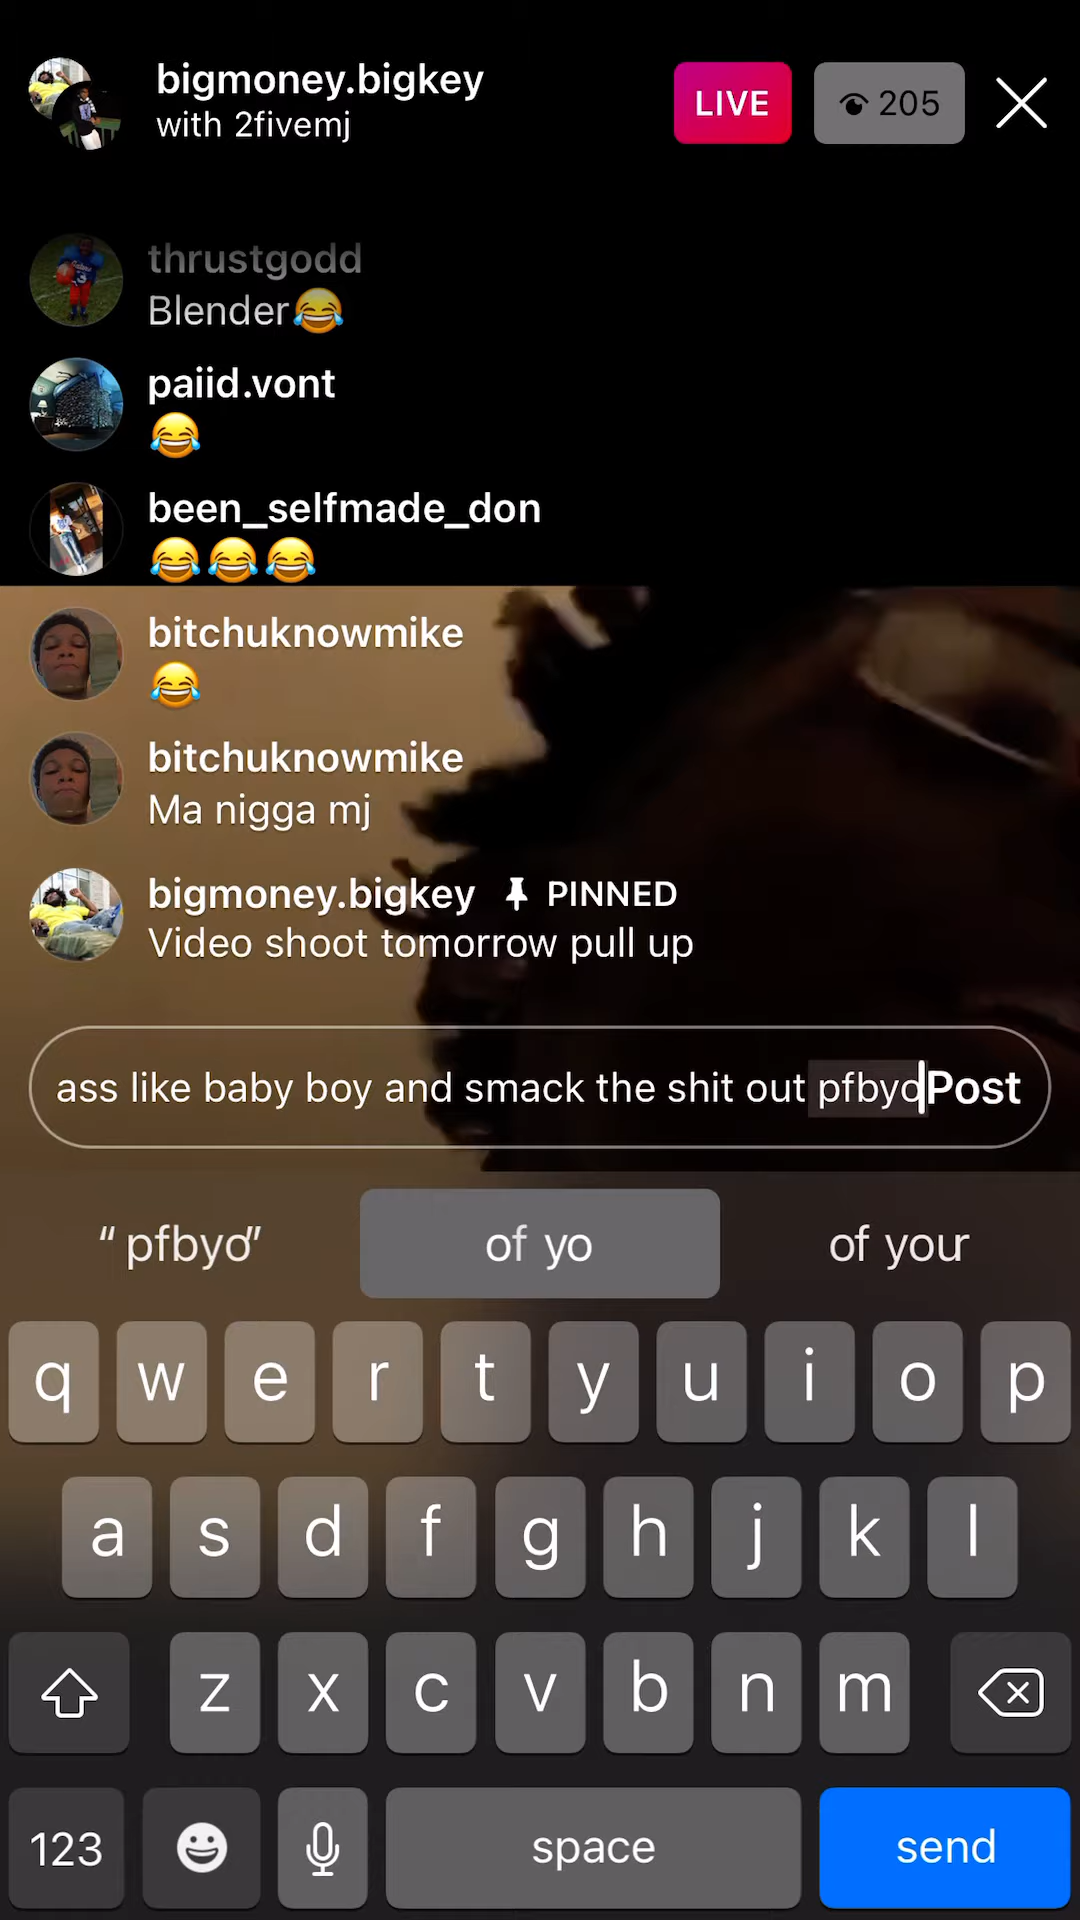 bigmoney.bigkey
with 2fivemj
LIVE
205
thrustgodd
Blender😂
paiid.vont
😂
been_selfmade_don
😂😂😂
bitchuknowmike
😂
bitchuknowmike
Ma nigga mj
bigmoney.bigkey PINNED
Video shoot tomorrow pull up
ass like baby boy and smack the shit out pfbyo Post
“pfbyo” of yo of your
q w e r t y u i o p
a s d f g h j k l
z x c v b n m
123 space send